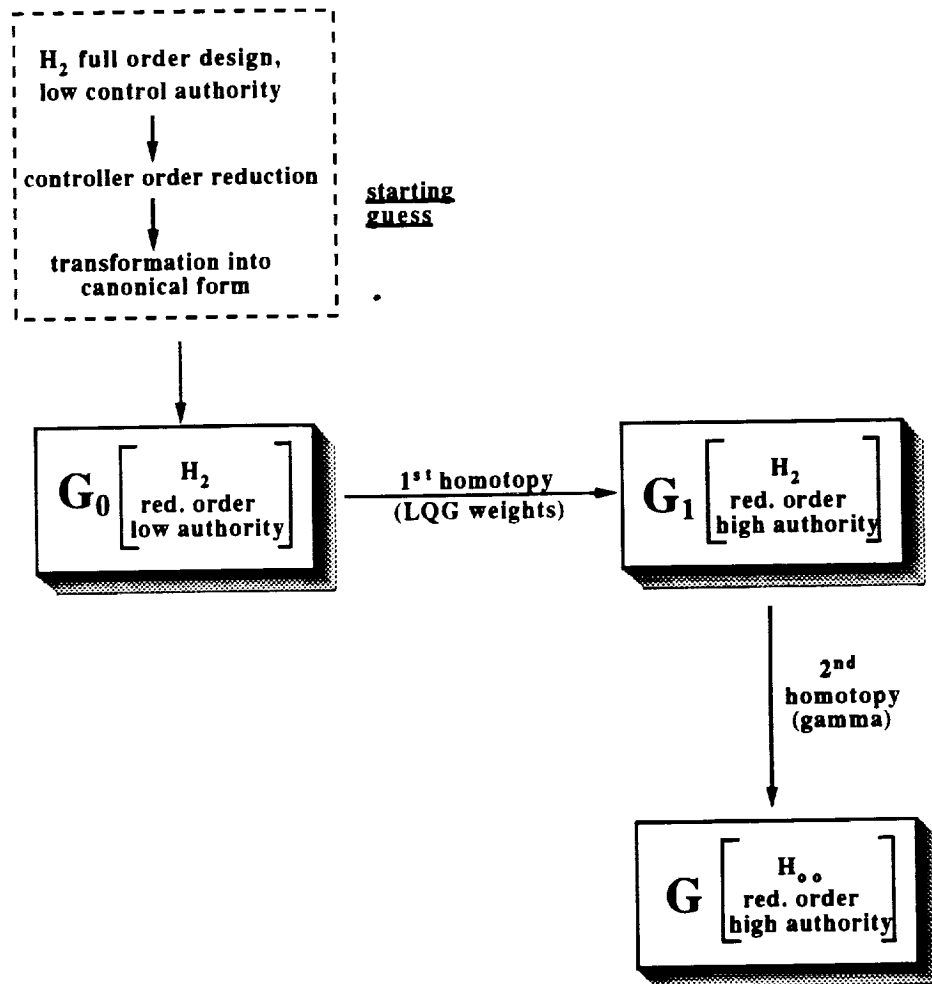 H₂ full order design,
low control authority
controller order reduction
transformation into
canonical form
starting
guess
G₀
H₂
red. order
low authority
1st homotopy
(LQG weights)
G₁
H₂
red. order
high authority
2nd
homotopy
(gamma)
G
H∞
red. order
high authority